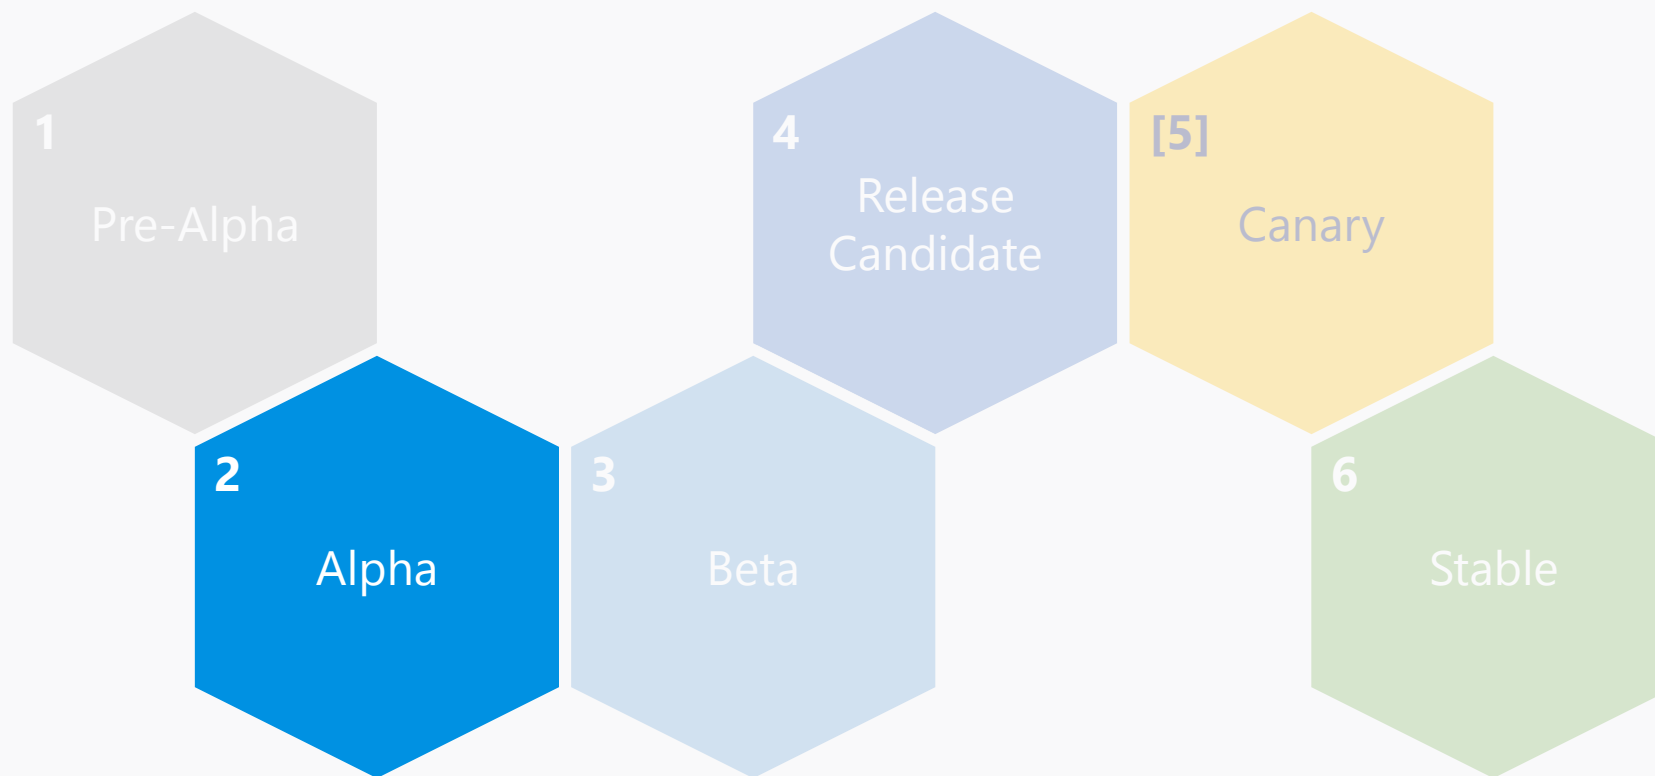 1
Pre-Alpha
2
Alpha
3
Beta
4
Release
Candidate
[5]
Canary
6
Stable